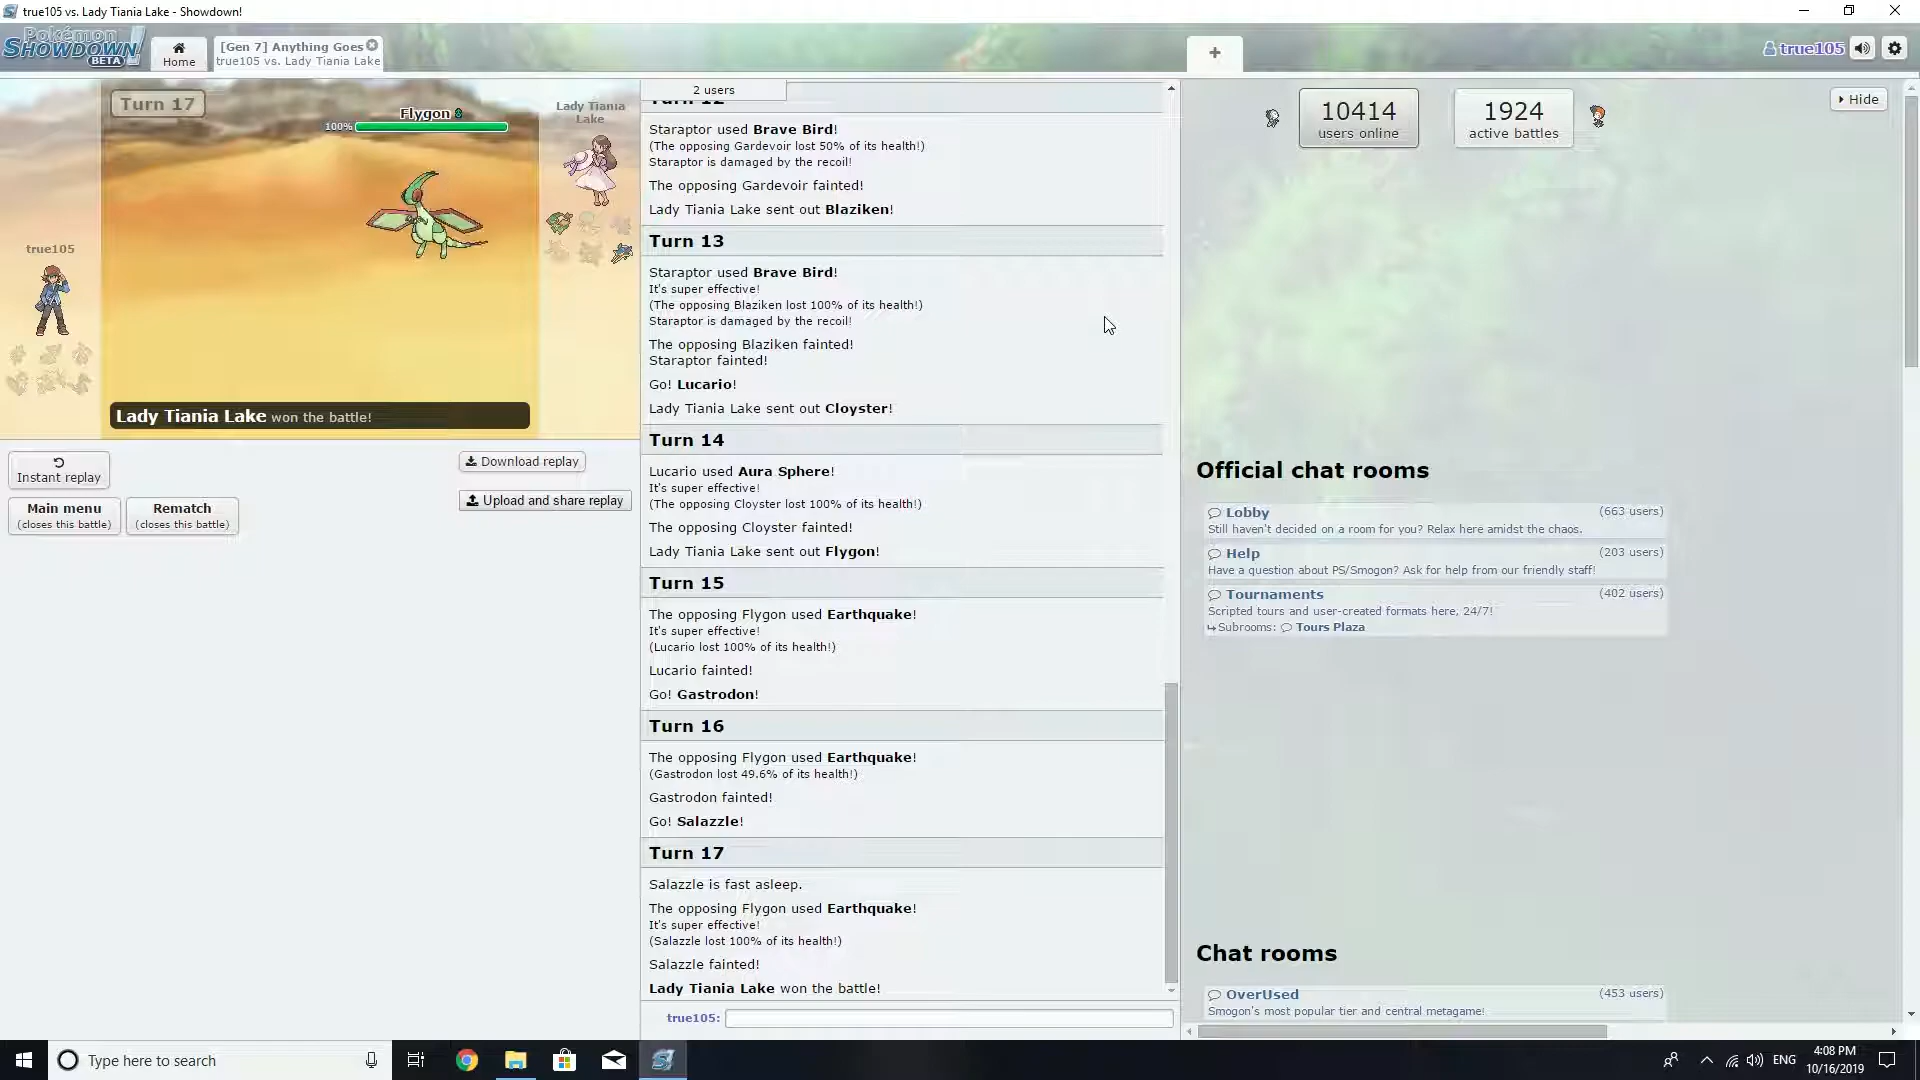 true105 vs. Lady Tiania Lake - Showdown!
Pokémon
SHOWDOWN!
BETA
Home
[Gen 7] Anything Goes
true105 vs. Lady Tiania Lake
+
true105
Turn 17
Flygon
100%
Lady Tiania
Lake
true105
Lady Tiania Lake won the battle!
Instant replay
Download replay
Upload and share replay
Main menu
(closes this battle)
Rematch
(closes this battle)
2 users
Turn 12
Staraptor used Brave Bird!
(The opposing Gardevoir lost 50% of its health!)
Staraptor is damaged by the recoil!
The opposing Gardevoir fainted!
Lady Tiania Lake sent out Blaziken!
Turn 13
Staraptor used Brave Bird!
It's super effective!
(The opposing Blaziken lost 100% of its health!)
Staraptor is damaged by the recoil!
The opposing Blaziken fainted!
Staraptor fainted!
Go! Lucario!
Lady Tiania Lake sent out Cloyster!
Turn 14
Lucario used Aura Sphere!
It's super effective!
(The opposing Cloyster lost 100% of its health!)
The opposing Cloyster fainted!
Lady Tiania Lake sent out Flygon!
Turn 15
The opposing Flygon used Earthquake!
It's super effective!
(Lucario lost 100% of its health!)
Lucario fainted!
Go! Gastrodon!
Turn 16
The opposing Flygon used Earthquake!
(Gastrodon lost 49.6% of its health!)
Gastrodon fainted!
Go! Salazzle!
Turn 17
Salazzle is fast asleep.
The opposing Flygon used Earthquake!
It's super effective!
(Salazzle lost 100% of its health!)
Salazzle fainted!
Lady Tiania Lake won the battle!
true105:
10414
users online
1924
active battles
Hide
Official chat rooms
Lobby (663 users)
Still haven't decided on a room for you? Relax here amidst the chaos.
Help (203 users)
Have a question about PS/Smogon? Ask for help from our friendly staff!
Tournaments (402 users)
Scripted tours and user-created formats here, 24/7!
Subrooms: Tours Plaza
Chat rooms
OverUsed (453 users)
Smogon's most popular tier and central metagame!
Type here to search
ENG
4:08 PM
10/16/2019